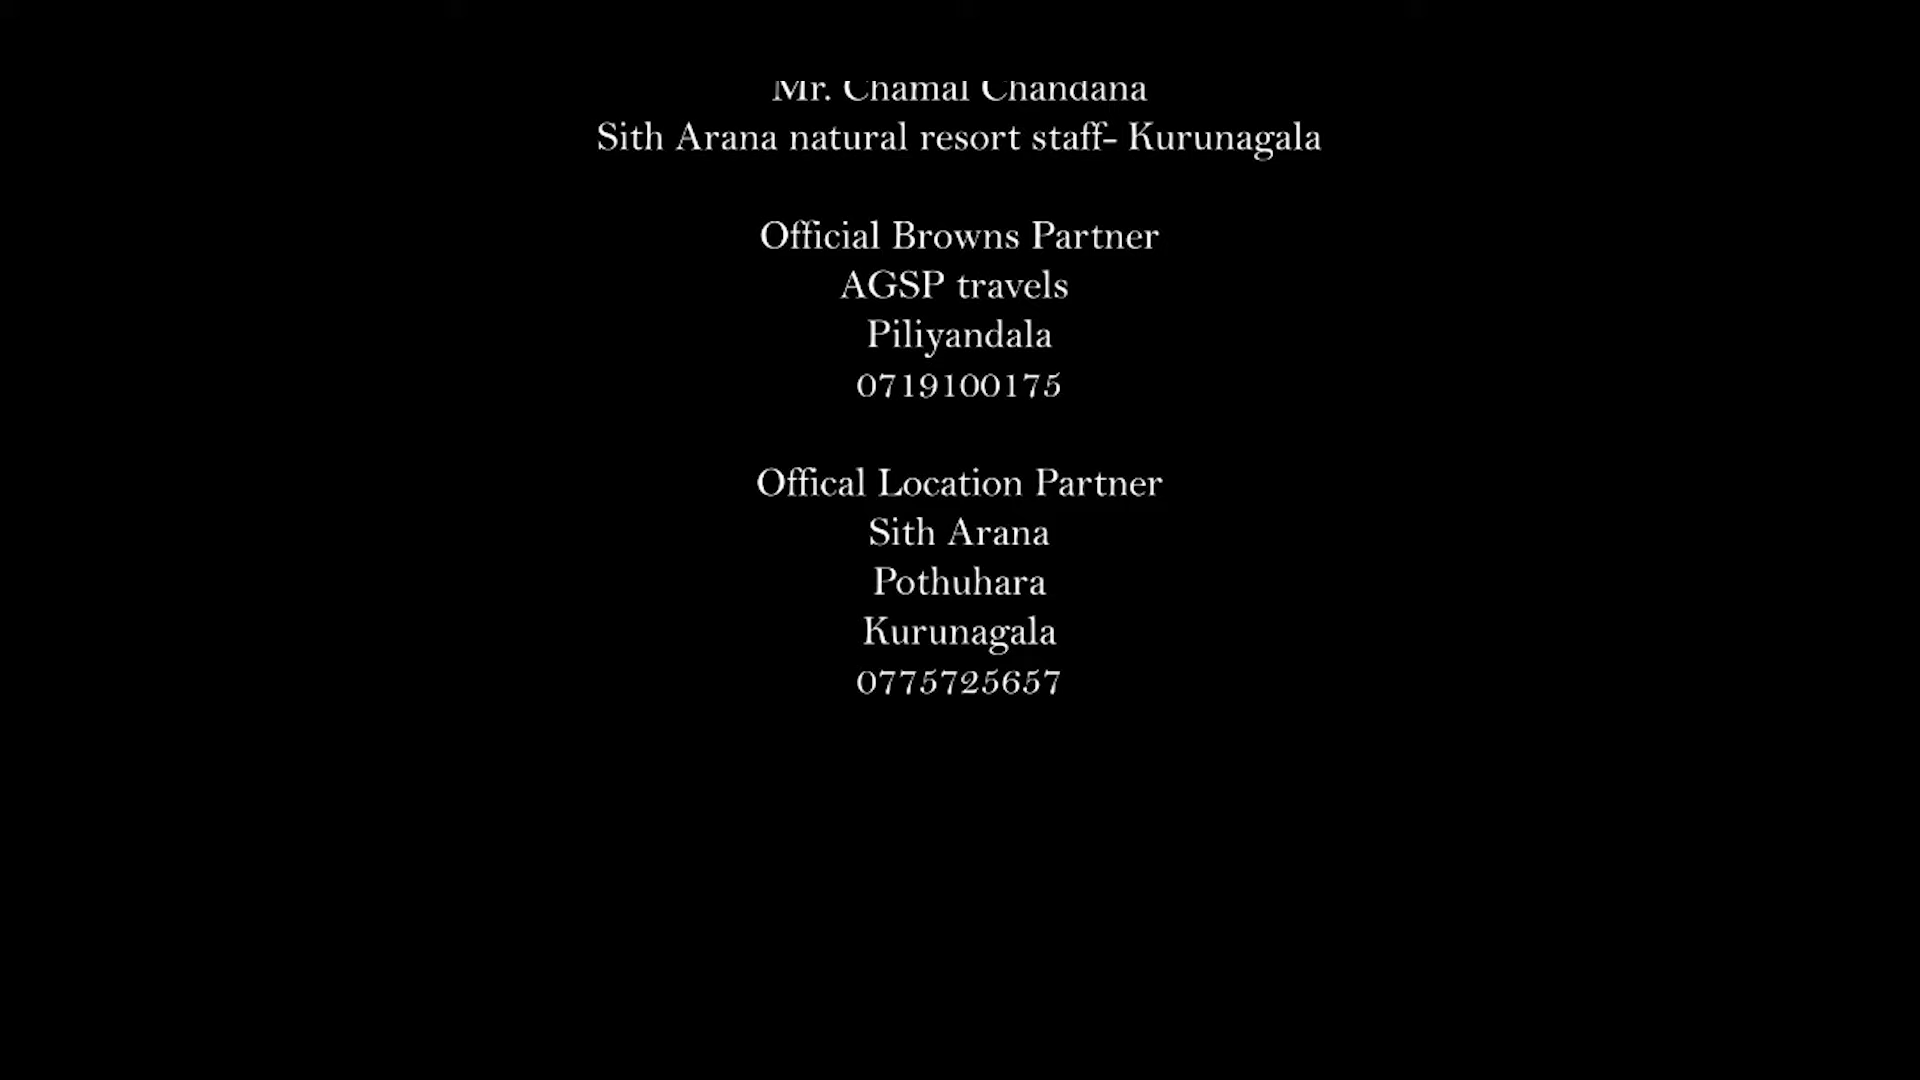 Mr. Chamal Chandana
Sith Arana natural resort staff- Kurunagala
Official Browns Partner
AGSP travels
Piliyandala
0719100175
Offical Location Partner
Sith Arana
Pothuhara
Kurunagala
0775725657